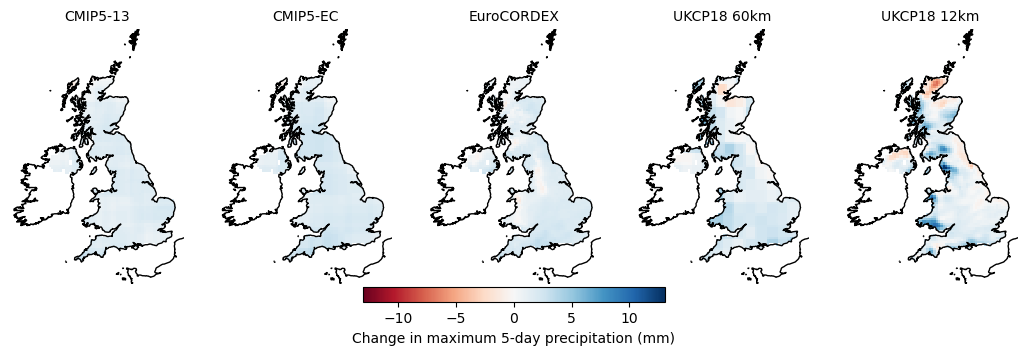 CMIP5-13
CMIP5-EC
EuroCORDEX
UKCP18 60km
UKCP18 12km
−10
−5
0
5
10
Change in maximum 5-day precipitation (mm)